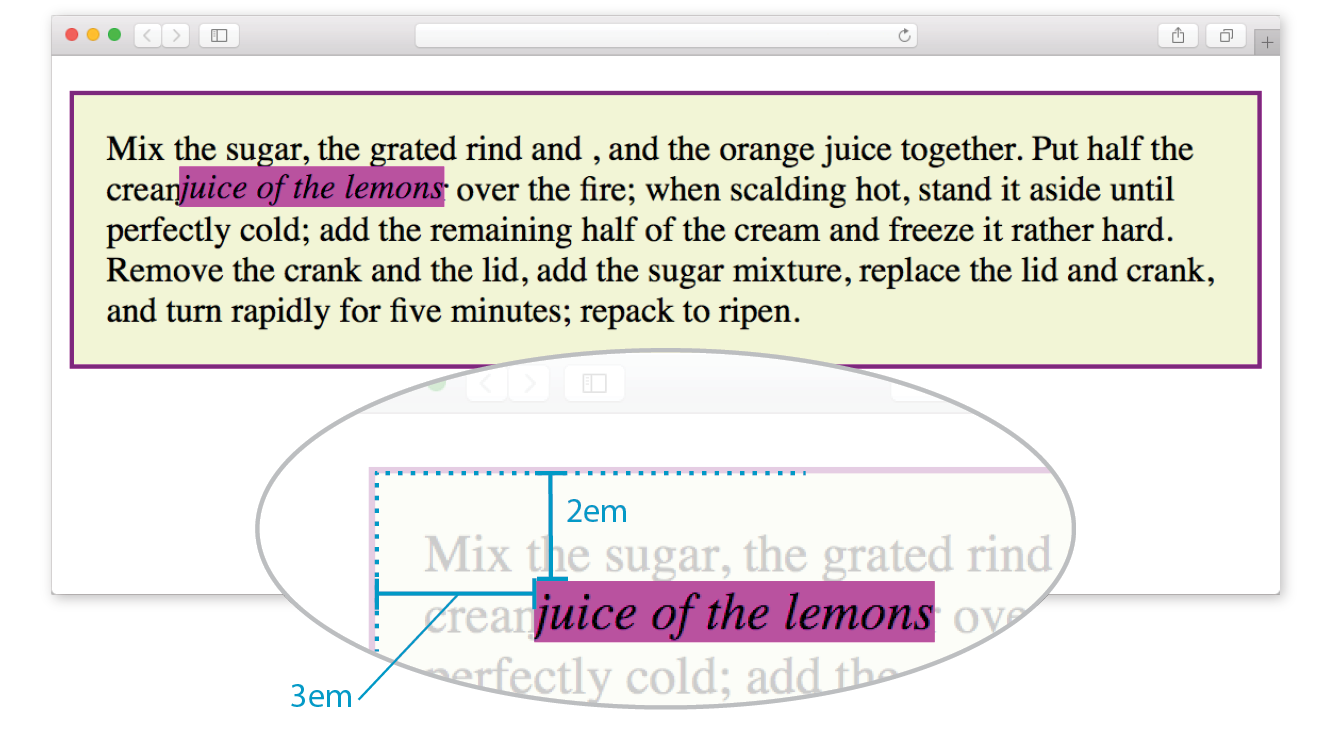 Mix the sugar, the grated rind and , and the orange juice together. Put half the
crean juice of the lemons over the fire; when scalding hot, stand it aside until
perfectly cold; add the remaining half of the cream and freeze it rather hard.
Remove the crank and the lid, add the sugar mixture, replace the lid and crank,
and turn rapidly for five minutes; repack to ripen.
2em
Mix the sugar, the grated rind
crean juice of the lemons ove
perfectly cold; add the
3em